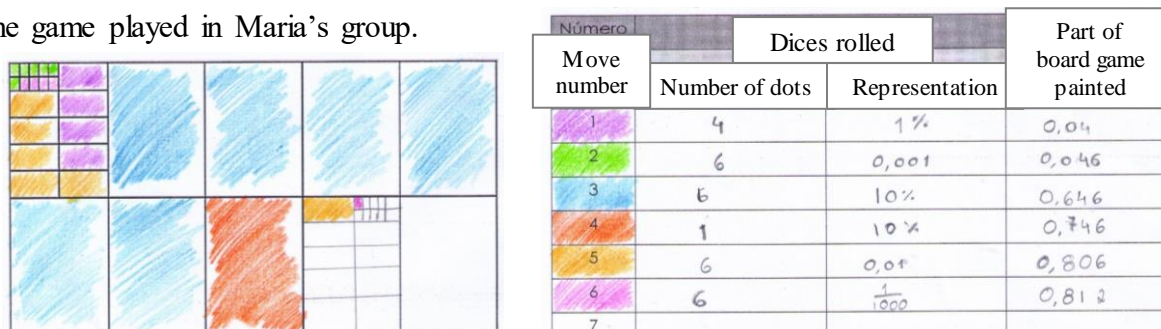 ne game played in Maria's group.
Número
Move number
Dices rolled
Number of dots
Representation
Part of board game painted
1 4 1% 0,04
2 6 0,001 0,046
3 6 10% 0,646
4 1 10% 0,746
5 6 0,01 0,806
6 6 1/1000 0,812
7